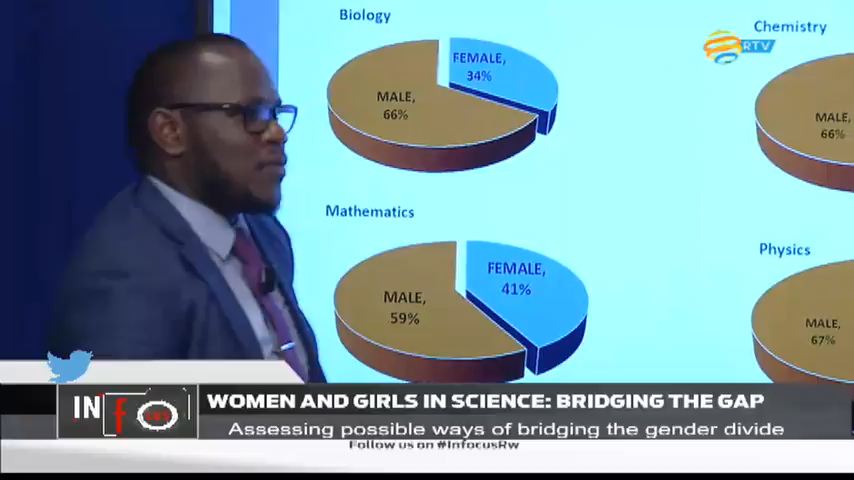 Biology
FEMALE,
34%
MALE,
66%
Chemistry
RTV
MALE,
66%
Mathematics
FEMALE,
41%
MALE,
59%
Physics
MALE,
67%
IN
f
WOMEN AND GIRLS IN SCIENCE: BRIDGING THE GAP
Assessing possible ways of bridging the gender divide
Follow us on #InfocusRw